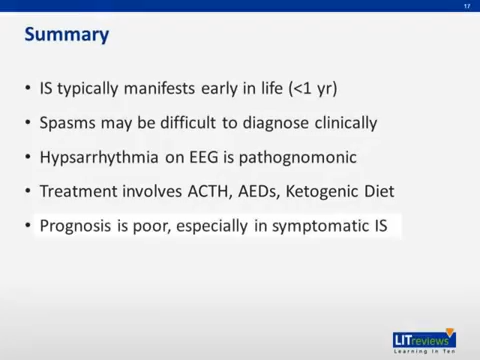 17
Summary
• IS typically manifests early in life (<1 yr)
• Spasms may be difficult to diagnose clinically
• Hypsarrhythmia on EEG is pathognomonic
• Treatment involves ACTH, AEDs, Ketogenic Diet
• Prognosis is poor, especially in symptomatic IS
LITreviews
Learning in Ten